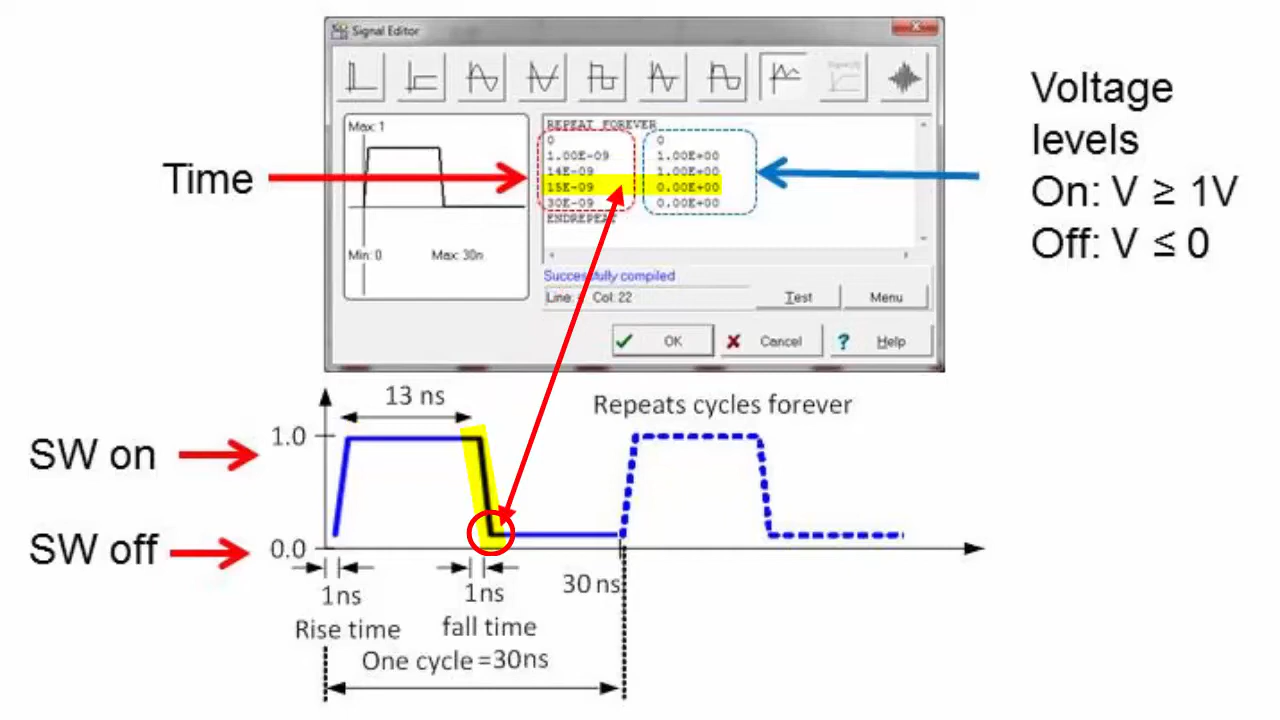 Signal Editor
Max: 1
Min: 0
Max: 30n
REPEAT FOREVER
0 0
1.00E-09 1.00E+00
14E-09 1.00E+00
15E-09 0.00E+00
30E-09 0.00E+00
ENDREPEAT
Successfully compiled
Line: Col: 22
Test
Menu
OK
Cancel
? Help
Time
Voltage
levels
On: V ≥ 1V
Off: V ≤ 0
13 ns
Repeats cycles forever
SW on
1.0
SW off
0.0
1ns
Rise time
1ns
fall time
30 ns
One cycle =30ns